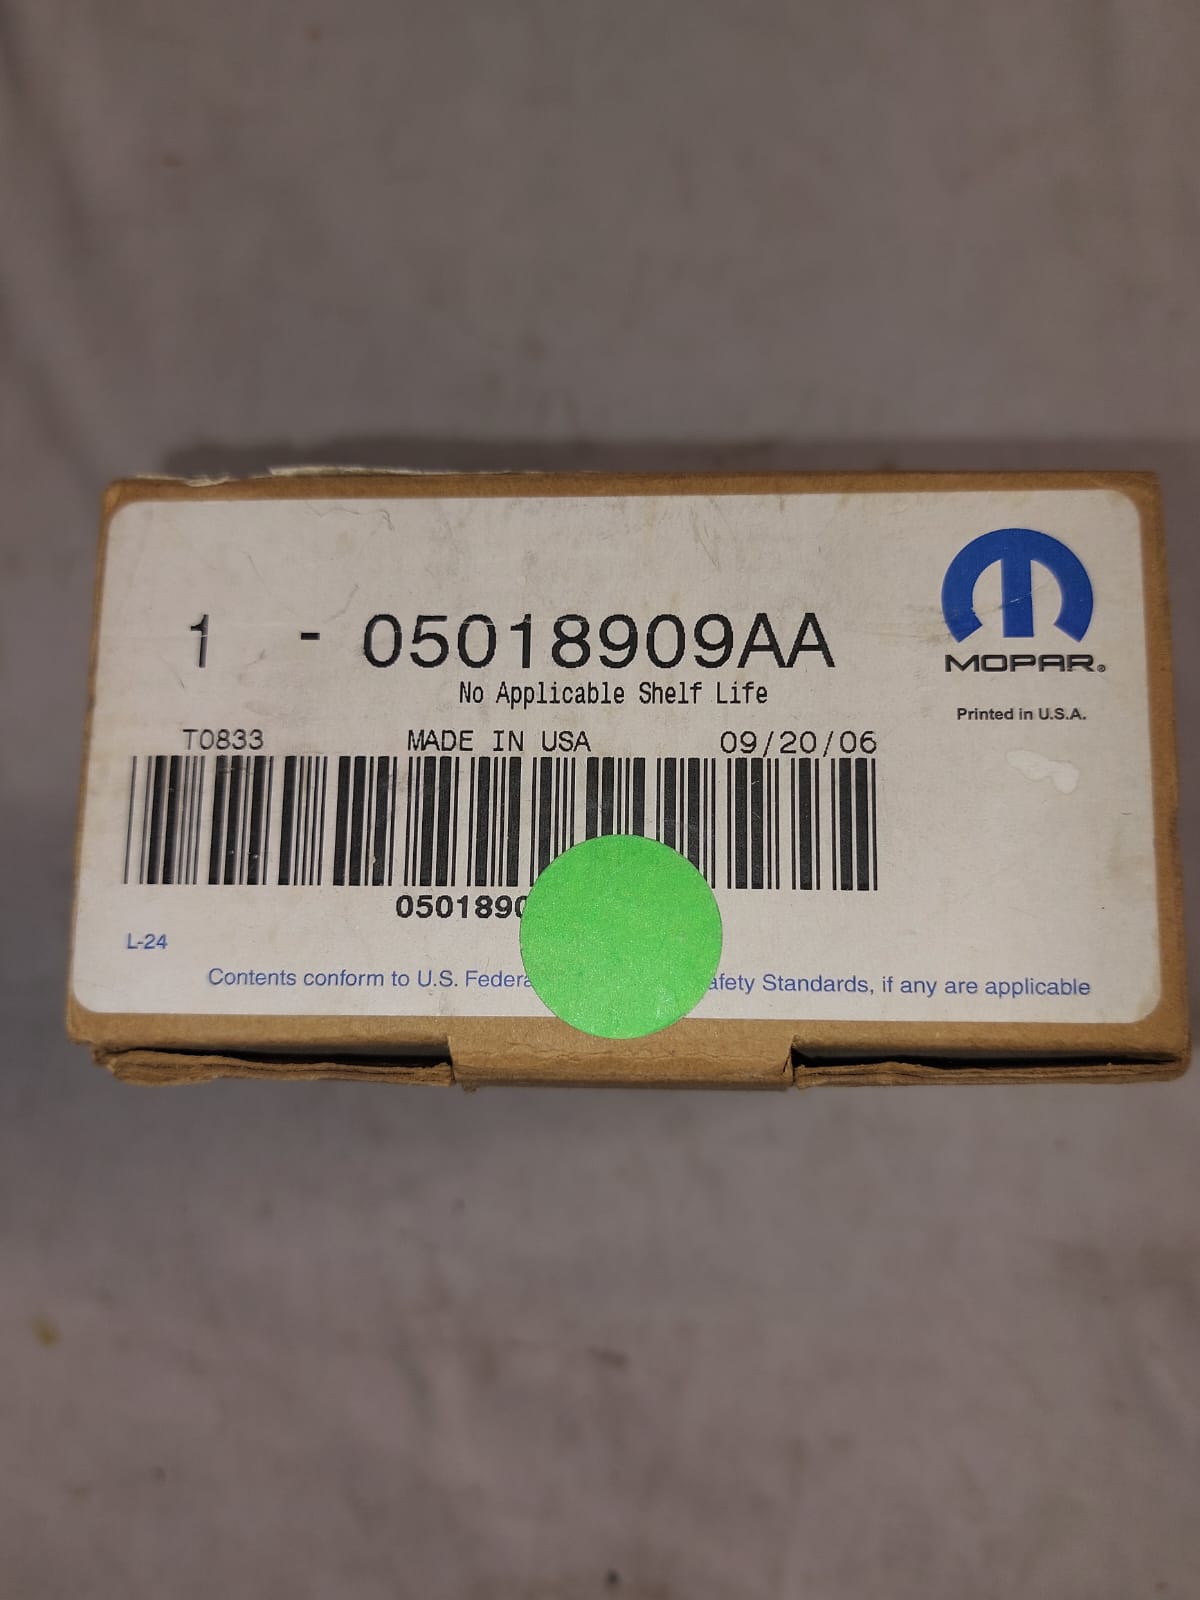 1 - 05018909AA
No Applicable Shelf Life
MOPAR®
Printed in U.S.A.
T0833 MADE IN USA 09/20/06
0501890
L-24
Contents conform to U.S. Federa afety Standards, if any are applicable